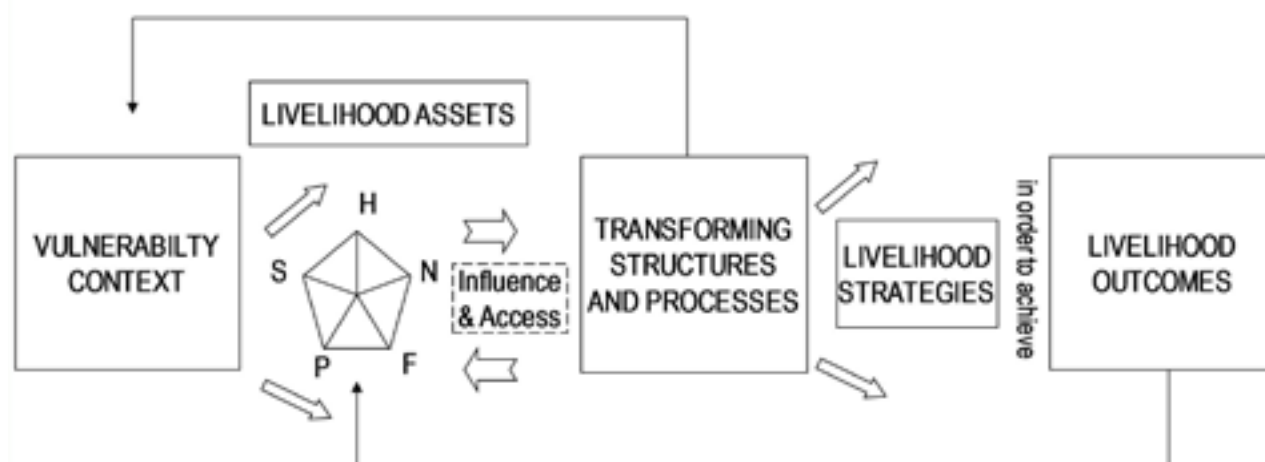 LIVELIHOOD ASSETS
VULNERABILTY
CONTEXT
H
S
N
P
F
Influence
& Access
TRANSFORMING
STRUCTURES
AND PROCESSES
LIVELIHOOD
STRATEGIES
in order to achieve
LIVELIHOOD
OUTCOMES